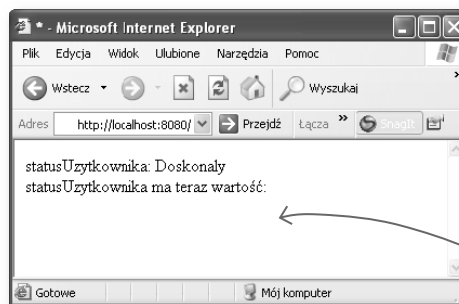 * - Microsoft Internet Explorer
Plik Edycja Widok Ulubione Narzędzia Pomoc
Wstecz Wyszukaj »
Adres http://localhost:8080/ Przejdź Łącza » SnagIt
statusUzytkownika: Doskonaly
statusUzytkownika ma teraz wartość:
Gotowe Mój komputer